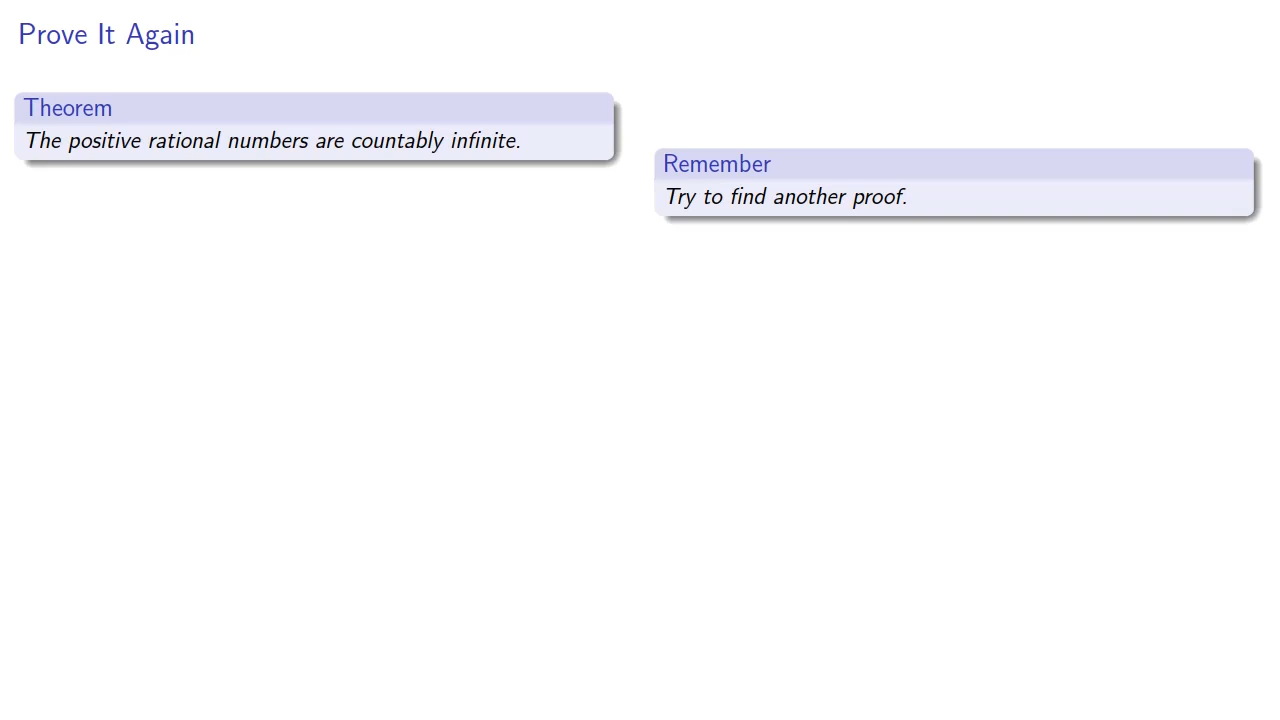 Prove It Again
Theorem
The positive rational numbers are countably infinite.
Remember
Try to find another proof.